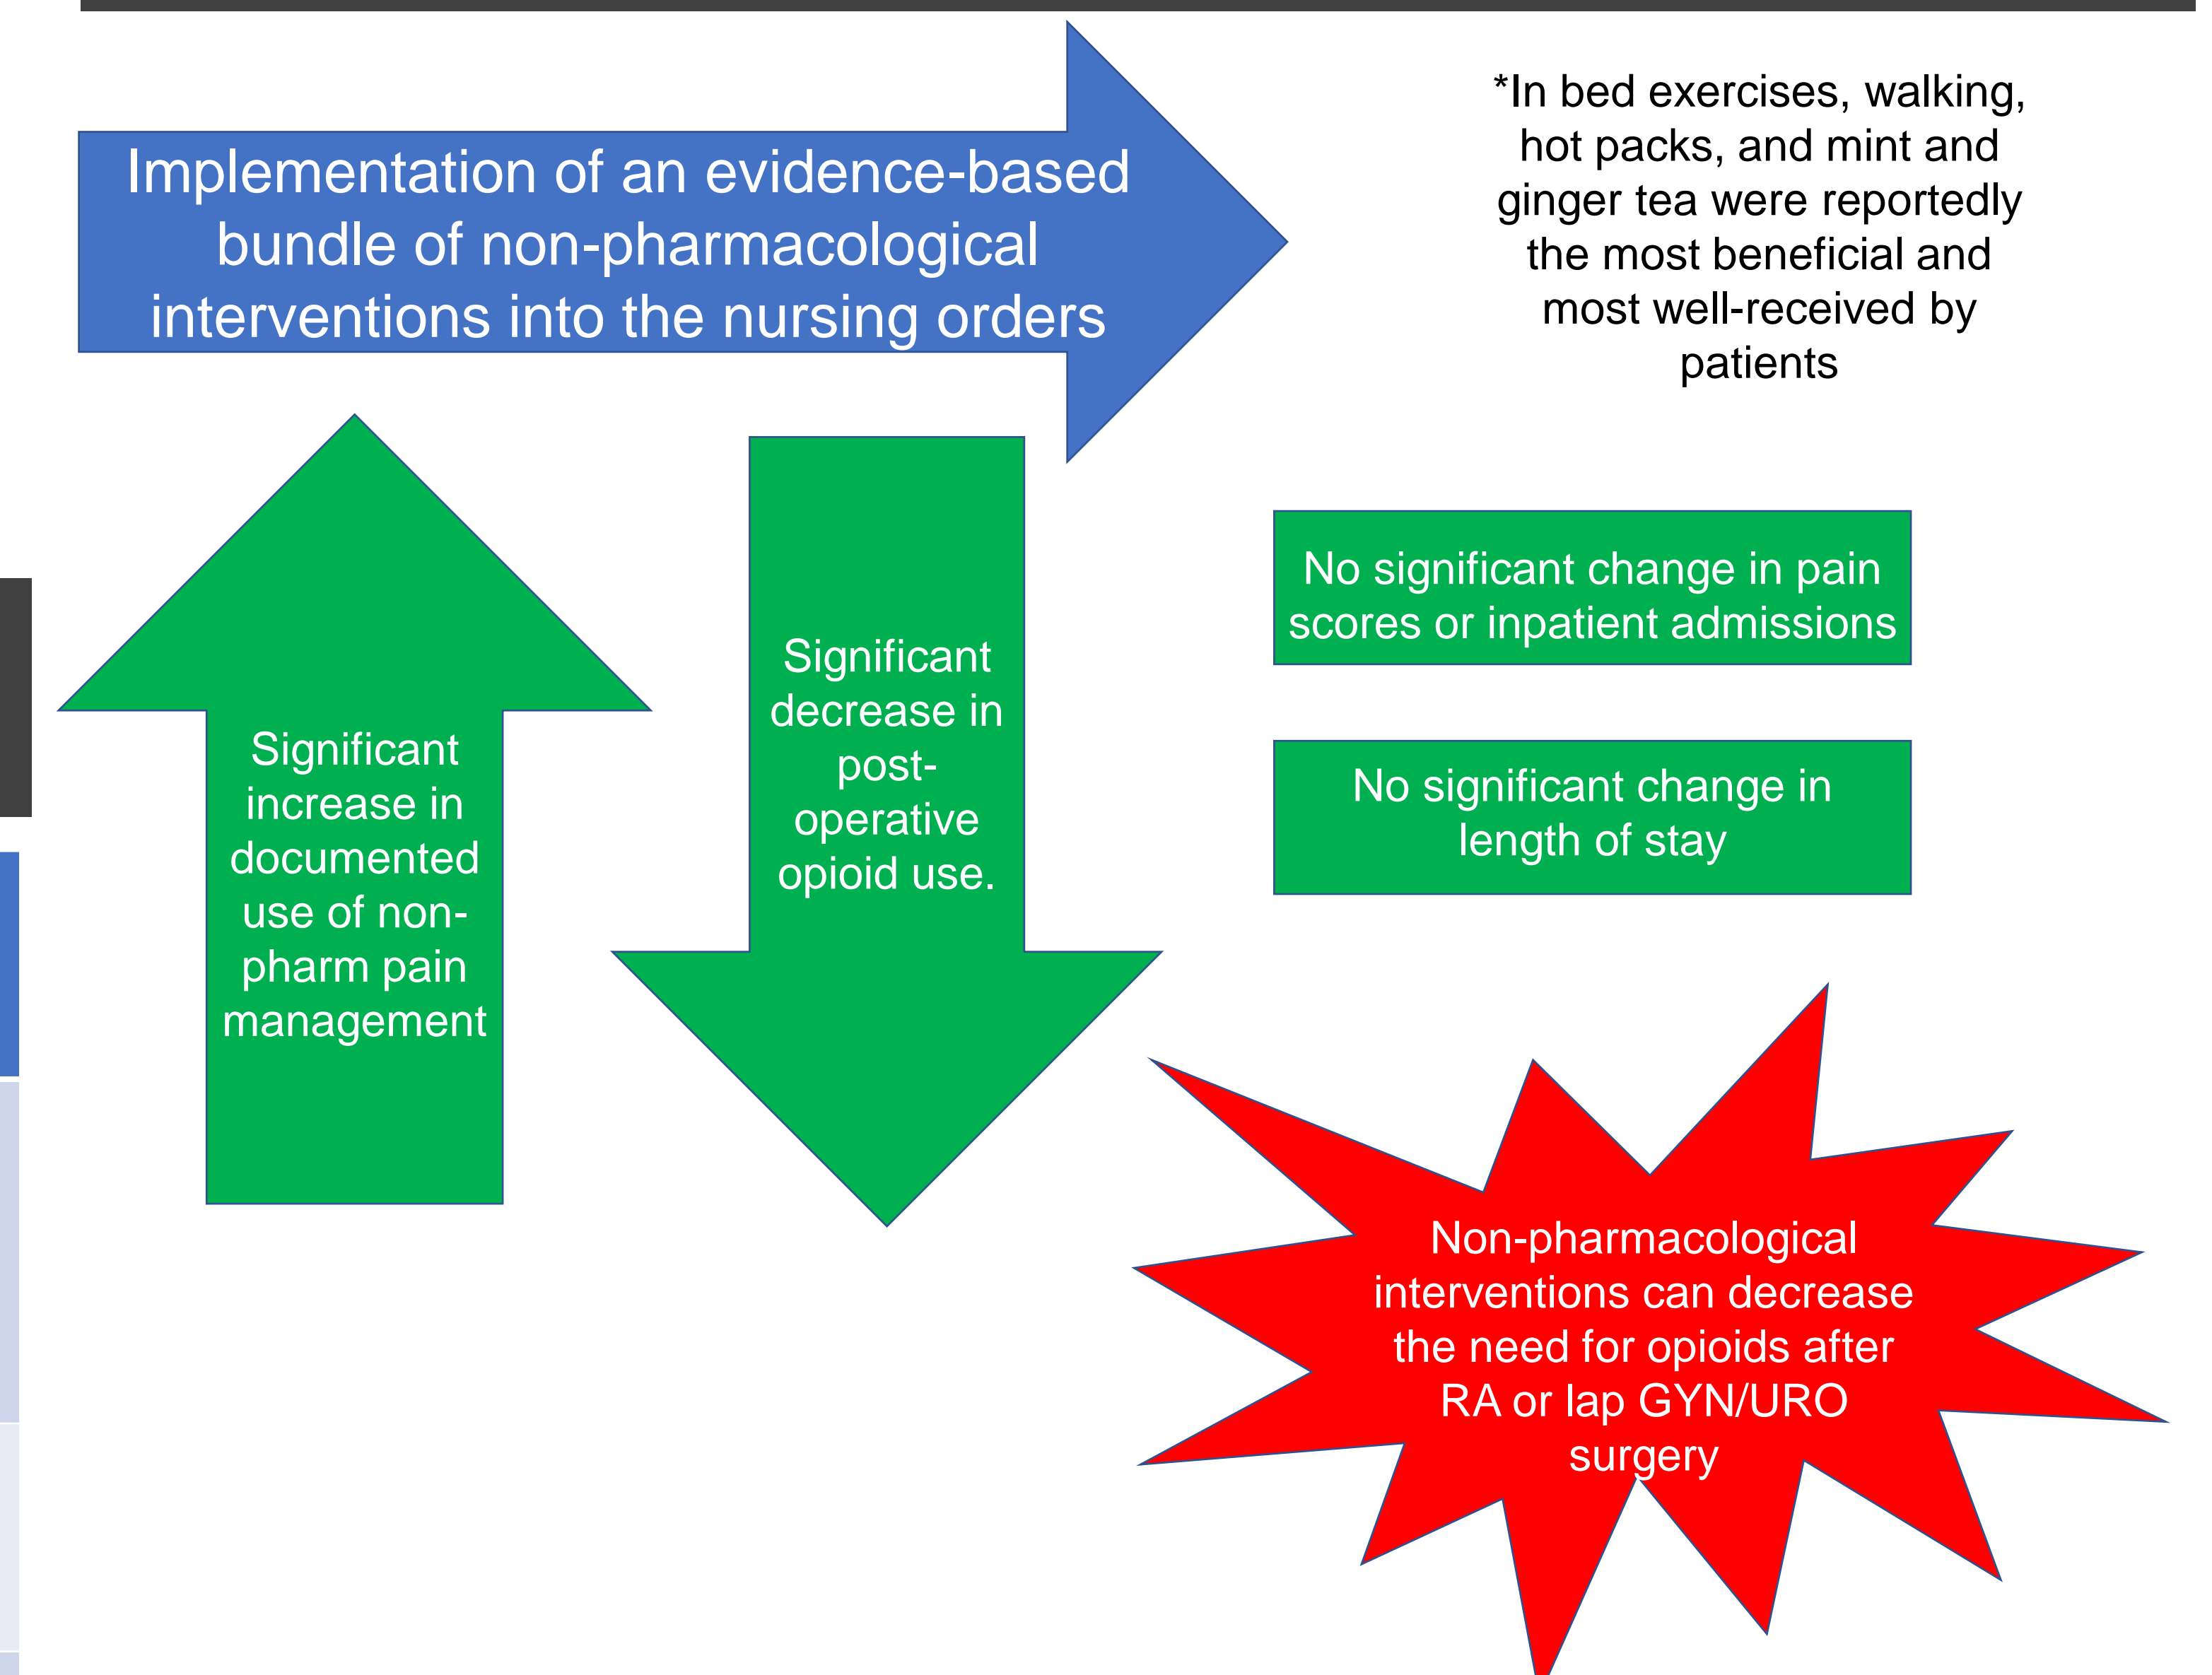 Implementation of an evidence-based
bundle of non-pharmacological
interventions into the nursing orders
*In bed exercises, walking,
hot packs, and mint and
ginger tea were reportedly
the most beneficial and
most well-received by
patients
Significant
increase in
documented
use of non-
pharm pain
management
Significant
decrease in
post-
operative
opioid use.
No significant change in pain
scores or inpatient admissions
No significant change in
length of stay
Non-pharmacological
interventions can decrease
the need for opioids after
RA or lap GYN/URO
surgery